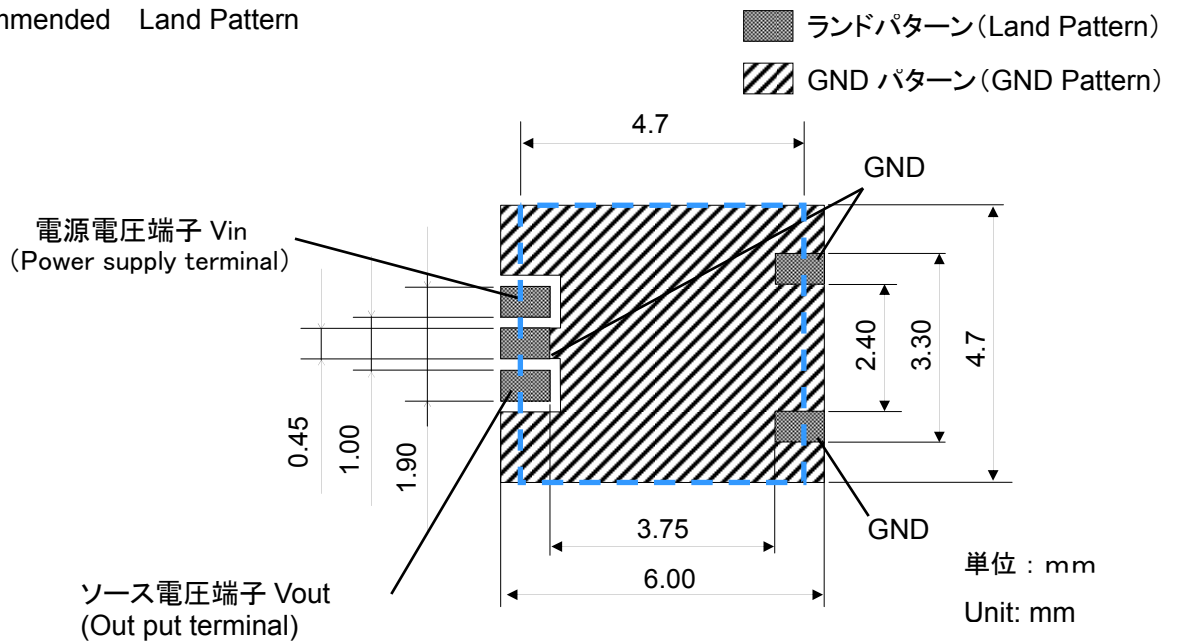 mmended Land Pattern
ランドパターン（Land Pattern）
GND パターン（GND Pattern）
4.7
GND
電源電圧端子 Vin
（Power supply terminal）
2.40
3.30
4.7
0.45
1.00
1.90
3.75
GND
6.00
ソース電圧端子 Vout
(Out put terminal)
単位：ｍｍ
Unit: mm